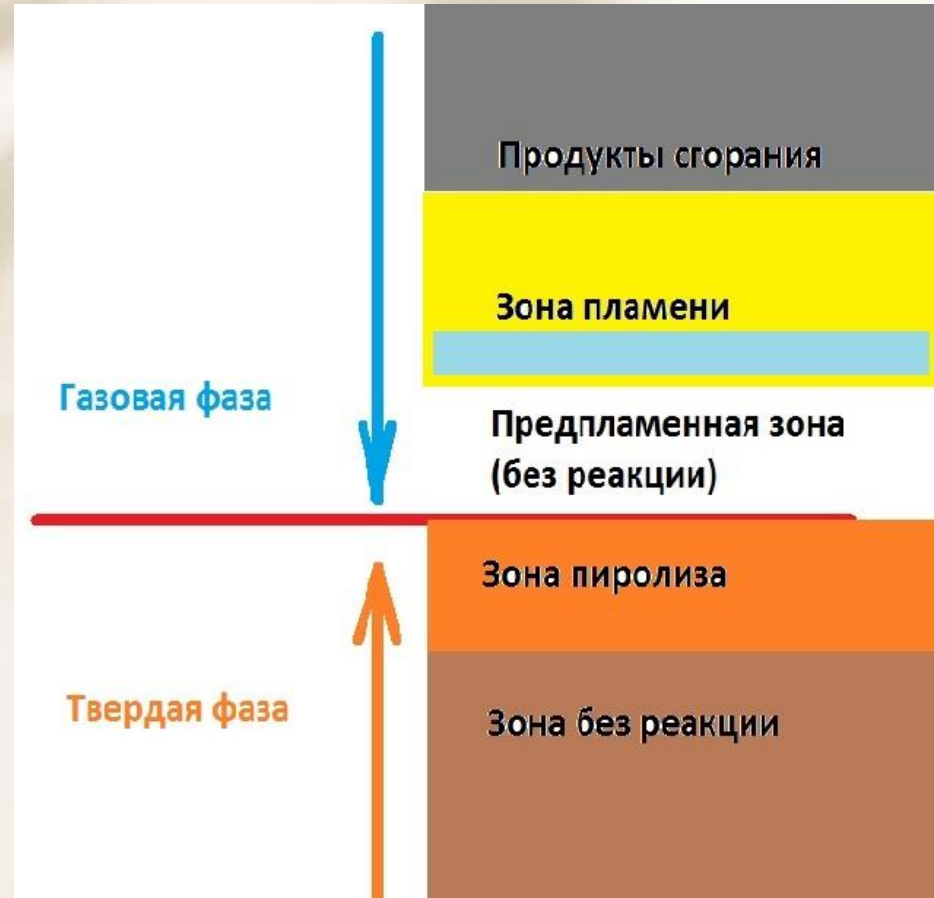 Продукты сгорания
Зона пламени
Газовая фаза
Предпламенная зона
(без реакции)
Зона пиролиза
Твердая фаза
Зона без реакции